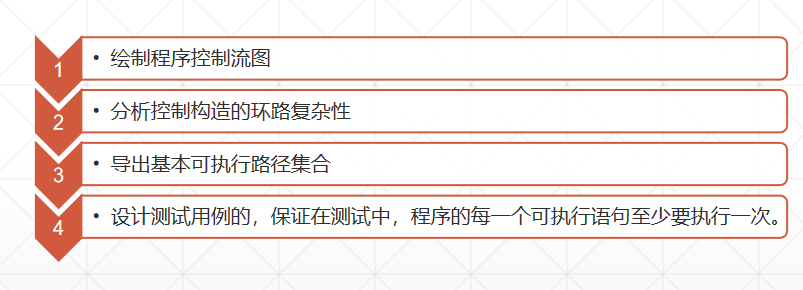 1
• 绘制程序控制流图
2
• 分析控制构造的环路复杂性
3
• 导出基本可执行路径集合
4
• 设计测试用例的，保证在测试中，程序的每一个可执行语句至少要执行一次。